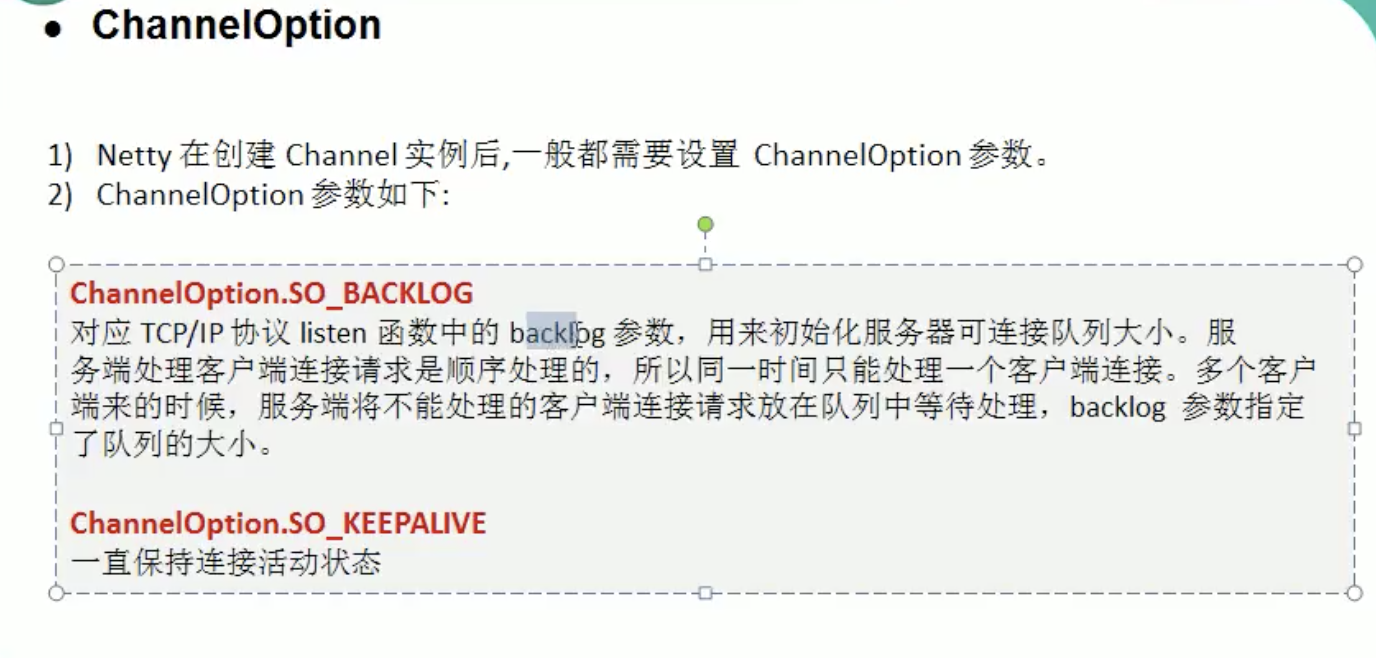 ● ChannelOption
1) Netty 在创建 Channel 实例后,一般都需要设置 ChannelOption 参数。
2) ChannelOption 参数如下:
ChannelOption.SO_BACKLOG
对应 TCP/IP 协议 listen 函数中的 backlog 参数，用来初始化服务器可连接队列大小。服
务端处理客户端连接请求是顺序处理的，所以同一时间只能处理一个客户端连接。多个客户
端来的时候，服务端将不能处理的客户端连接请求放在队列中等待处理，backlog 参数指定
了队列的大小。
ChannelOption.SO_KEEPALIVE
一直保持连接活动状态